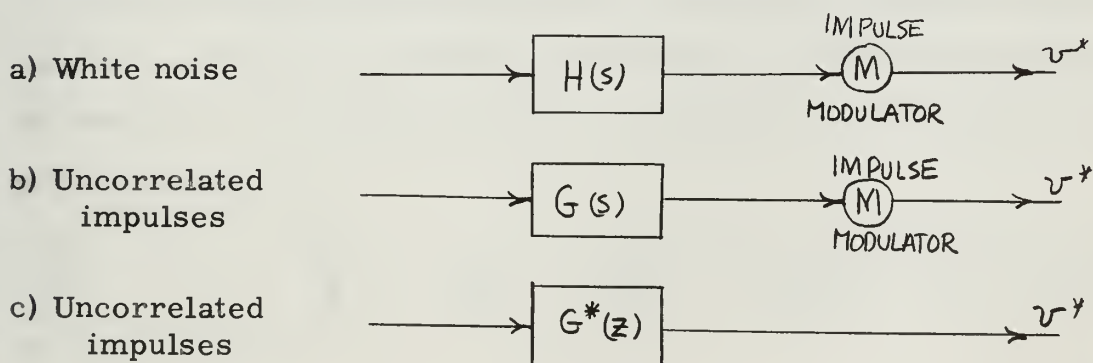 IMPULSE
a) White noise H(s) M v*
MODULATOR
IMPULSE
b) Uncorrelated G(s) M v*
impulses MODULATOR
c) Uncorrelated G*(z) v*
impulses